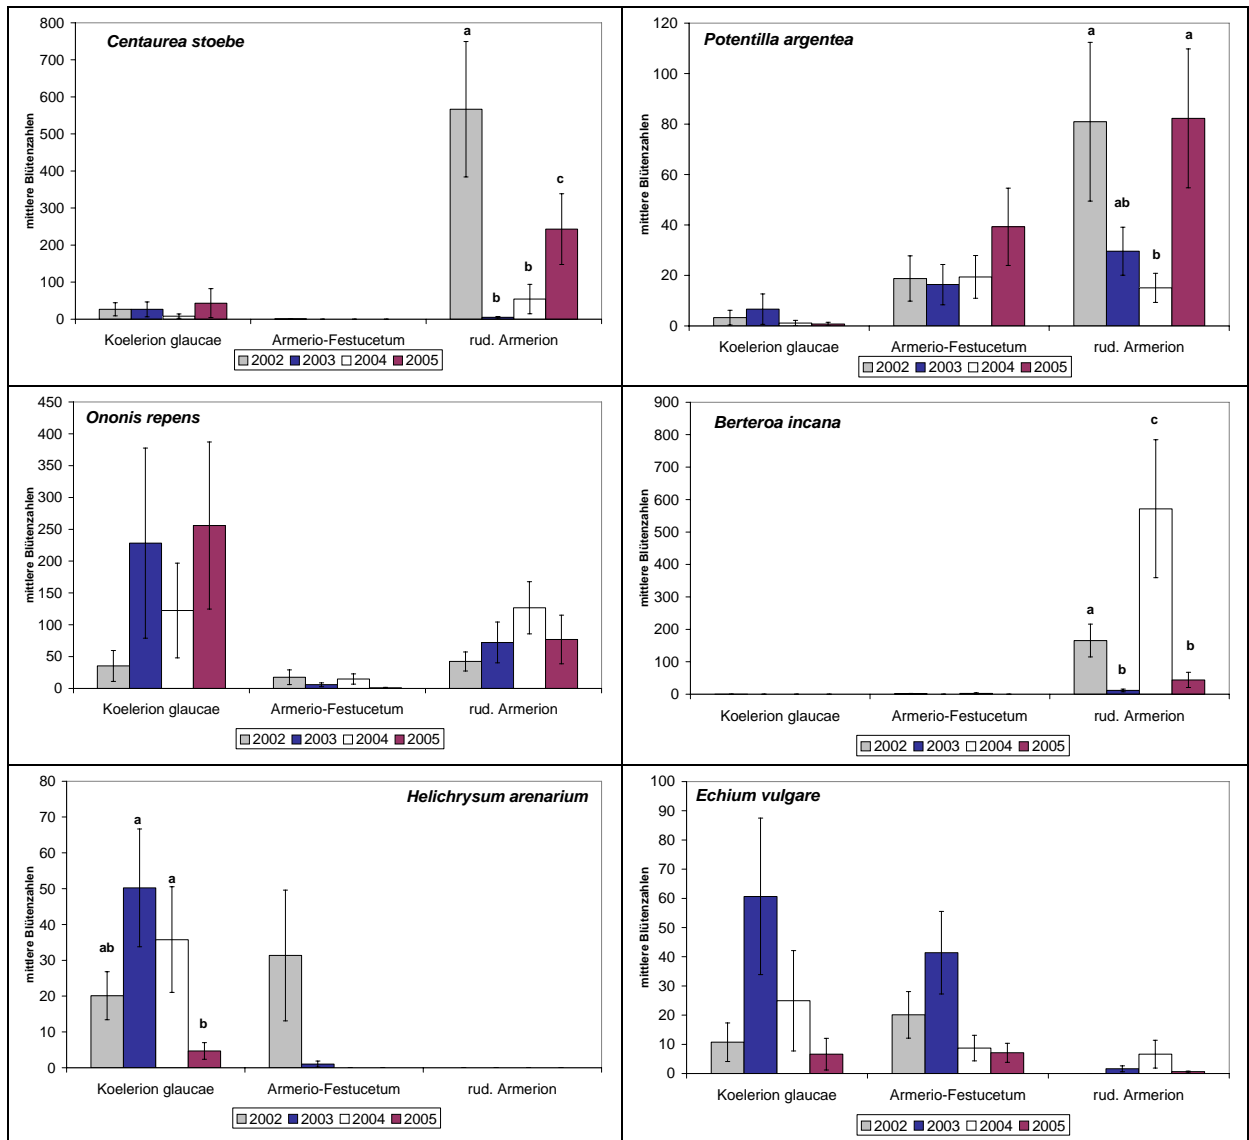 Centaurea stoebe
mittlere Blütenzahlen
800
700
600
500
400
300
200
100
0
a
b
b
c
Koelerion glaucae Armerio-Festucetum rud. Armerion
2002 2003 2004 2005
Potentilla argentea
mittlere Blütenzahlen
120
100
80
60
40
20
0
a
ab
b
a
Koelerion glaucae Armerio-Festucetum rud. Armerion
2002 2003 2004 2005
Ononis repens
mittlere Blütenzahlen
450
400
350
300
250
200
150
100
50
0
Koelerion glaucae Armerio-Festucetum rud. Armerion
2002 2003 2004 2005
Berteroa incana
mittlere Blütenzahlen
900
800
700
600
500
400
300
200
100
0
a
b
c
b
Koelerion glaucae Armerio-Festucetum rud. Armerion
2002 2003 2004 2005
Helichrysum arenarium
mittlere Blütenzahlen
80
70
60
50
40
30
20
10
0
ab
a
a
b
Koelerion glaucae Armerio-Festucetum rud. Armerion
2002 2003 2004 2005
Echium vulgare
mittlere Blütenzahlen
100
90
80
70
60
50
40
30
20
10
0
Koelerion glaucae Armerio-Festucetum rud. Armerion
2002 2003 2004 2005